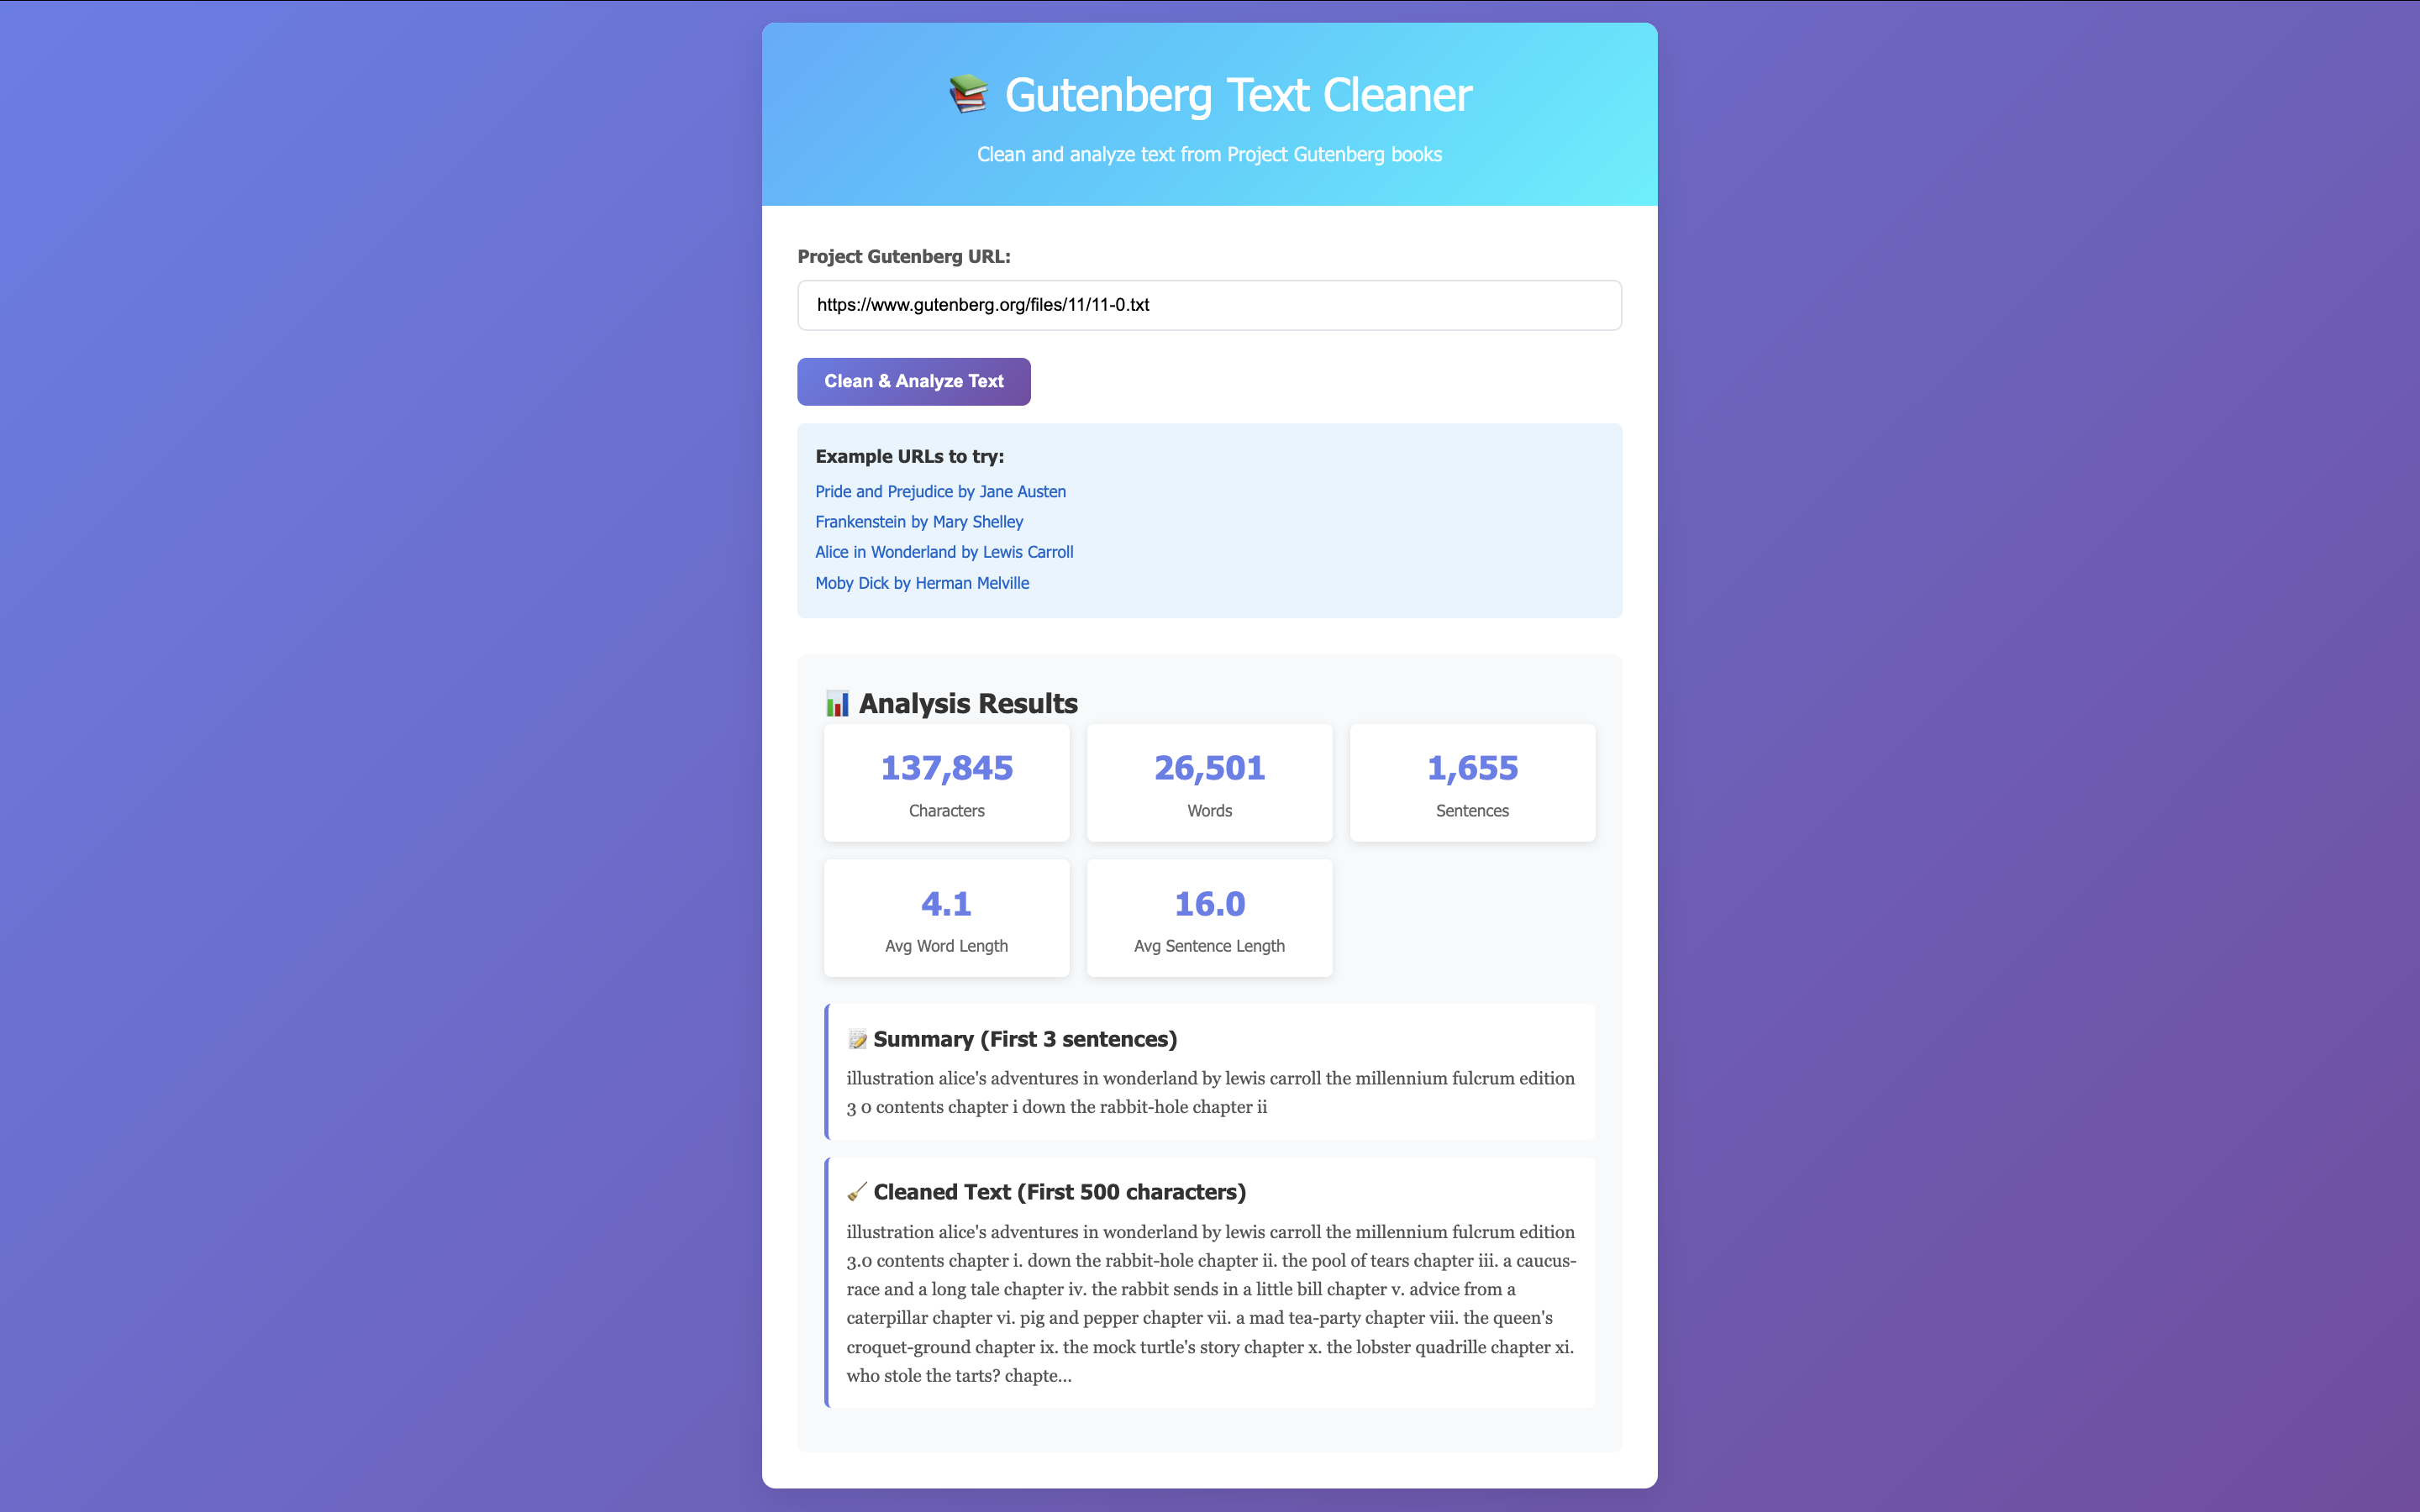 📚 Gutenberg Text Cleaner
Clean and analyze text from Project Gutenberg books
Project Gutenberg URL:
https://www.gutenberg.org/files/11/11-0.txt
Clean & Analyze Text
Example URLs to try:
Pride and Prejudice by Jane Austen
Frankenstein by Mary Shelley
Alice in Wonderland by Lewis Carroll
Moby Dick by Herman Melville
📊 Analysis Results
137,845
Characters
26,501
Words
1,655
Sentences
4.1
Avg Word Length
16.0
Avg Sentence Length
📝 Summary (First 3 sentences)
illustration alice's adventures in wonderland by lewis carroll the millennium fulcrum edition
3 0 contents chapter i down the rabbit-hole chapter ii
🧹 Cleaned Text (First 500 characters)
illustration alice's adventures in wonderland by lewis carroll the millennium fulcrum edition
3.0 contents chapter i. down the rabbit-hole chapter ii. the pool of tears chapter iii. a caucus-
race and a long tale chapter iv. the rabbit sends in a little bill chapter v. advice from a
caterpillar chapter vi. pig and pepper chapter vii. a mad tea-party chapter viii. the queen's
croquet-ground chapter ix. the mock turtle's story chapter x. the lobster quadrille chapter xi.
who stole the tarts? chapte...